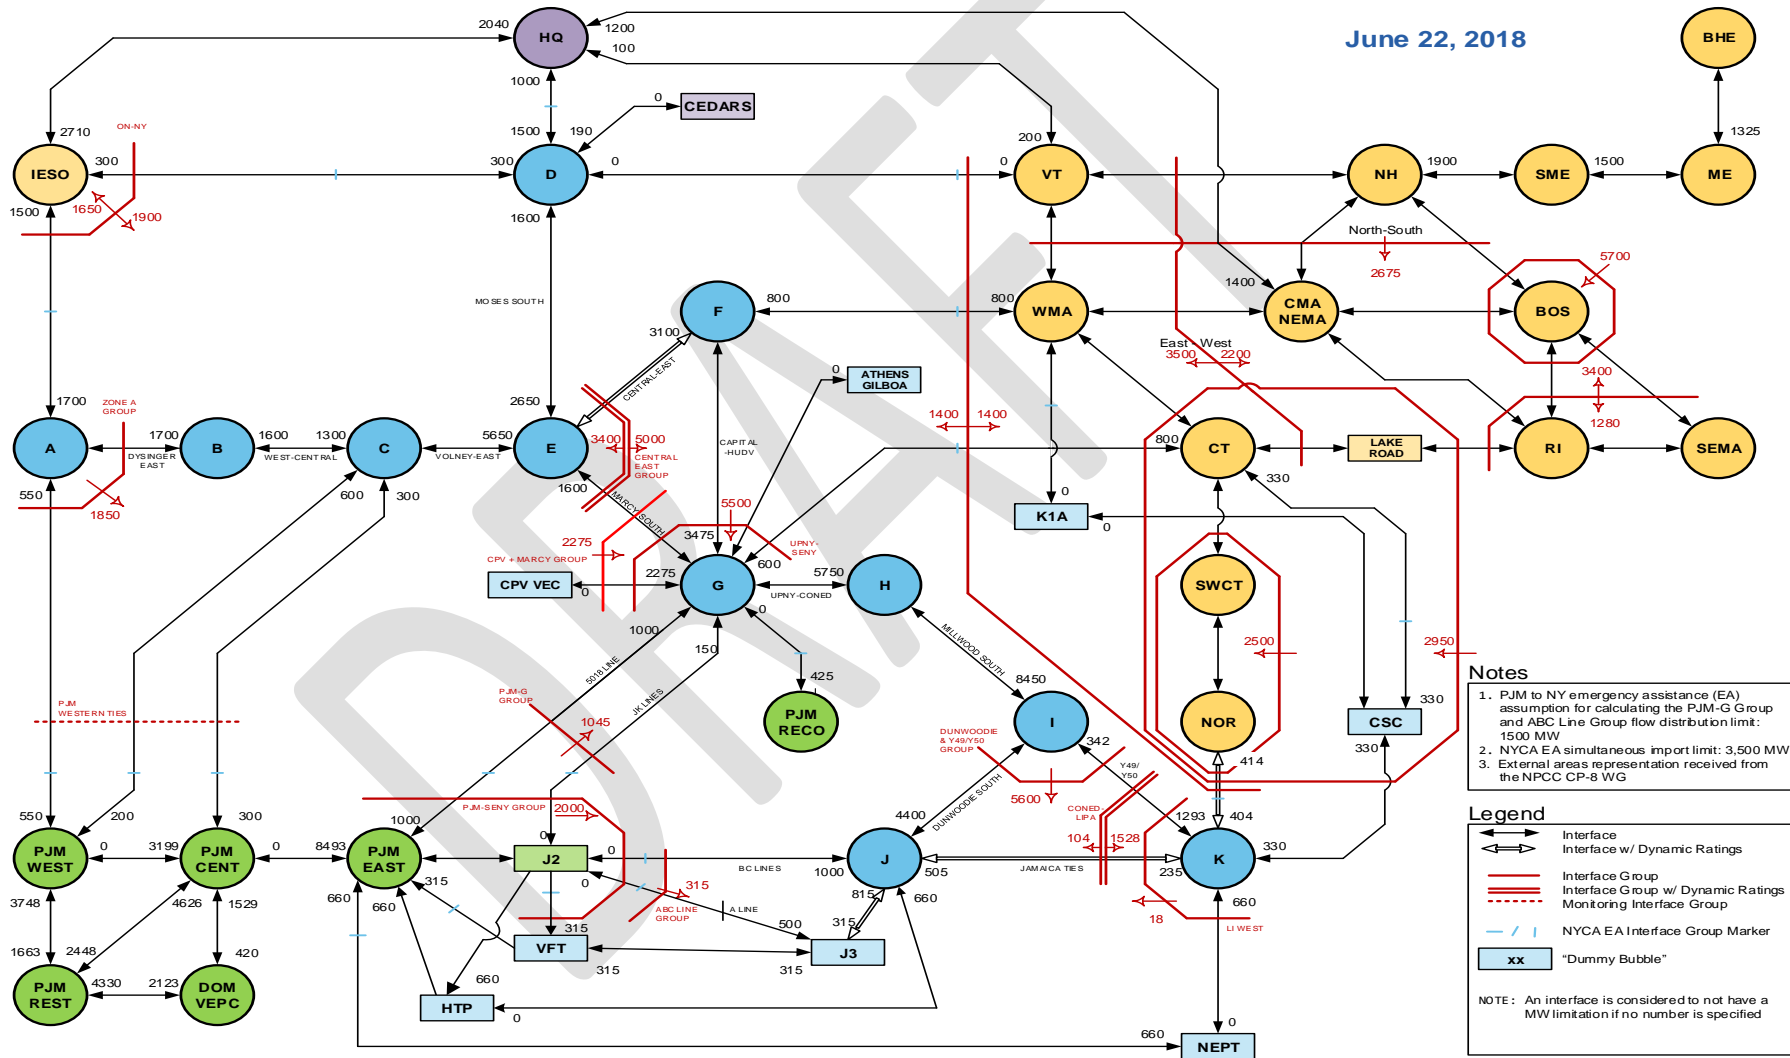 June 22, 2018
DRAFT
2040
HQ
1200
100
BHE
1000
0
CEDARS
2710
ON-NY
1500
190
200
1325
IESO
300
300
D
0
0
VT
NH
1900
SME
1500
ME
1650
1900
1500
1600
North-South
2675
5700
MOSES SOUTH
F
800
800
WMA
1400
CMA
NEMA
BOS
3100
East - West
3500
2200
CENTRAL-EAST
0
ATHENS
GILBOA
3400
1280
1700
ZONE A
GROUP
2650
1400
1400
A
1700
DYSINGER
EAST
B
1600
WEST-CENTRAL
1300
C
5650
VOLNEY-EAST
E
3400
5000
CENTRAL
EAST
GROUP
CAPITAL
-HUDV
800
CT
LAKE
ROAD
RI
SEMA
550
1850
600
300
1600
MARCY SOUTH
330
0
K1A
0
5500
2275
CPV + MARCY GROUP
3475
UPNY-
SENY
600
CPV VEC
0
2275
G
5750
UPNY-CONED
H
SWCT
0
1000
150
MILLWOOD SOUTH
2500
2950
5018 LINE
JK LINES
PJM-G
GROUP
1045
425
PJM
RECO
8450
I
342
NOR
414
330
CSC
330
PJM
WESTERN TIES
DUNWOODIE
& Y49/Y50
GROUP
5600
Y49/
Y50
DUNWOODIE SOUTH
CONED-
LIPA
104
1528
1293
404
550
200
300
1000
PJM-SENY GROUP
2000
4400
PJM
WEST
0
3199
PJM
CENT
0
8493
PJM
EAST
0
J2
0
0
BC LINES
1000
J
505
JAMAICA TIES
235
K
330
315
660
660
ABC LINE
GROUP
315
A LINE
815
660
18
LI WEST
660
3748
4626
1529
315
VFT
315
500
315
315
J3
1663
2448
420
PJM
REST
4330
2123
DOM
VEPC
660
HTP
0
660
0
NEPT
Notes
1. PJM to NY emergency assistance (EA)
assumption for calculating the PJM-G Group
and ABC Line Group flow distribution limit:
1500 MW
2. NYCA EA simultaneous import limit: 3,500 MW
3. External areas representation received from
the NPCC CP-8 WG
Legend
Interface
Interface w/ Dynamic Ratings
Interface Group
Interface Group w/ Dynamic Ratings
Monitoring Interface Group
NYCA EA Interface Group Marker
xx
"Dummy Bubble"
NOTE: An interface is considered to not have a
MW limitation if no number is specified